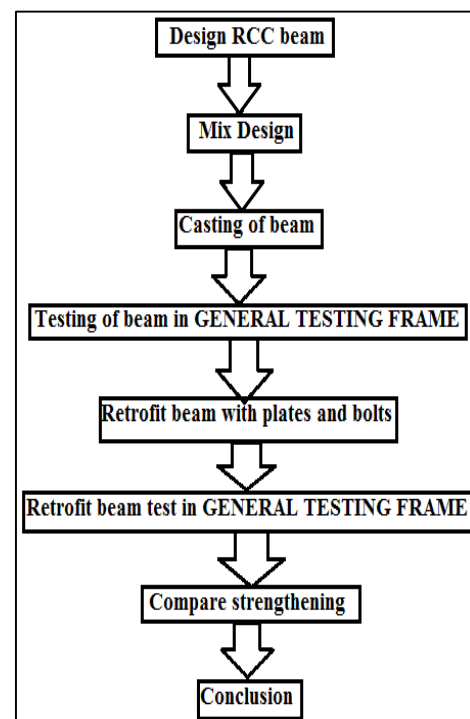 Design RCC beam
Mix Design
Casting of beam
Testing of beam in GENERAL TESTING FRAME
Retrofit beam with plates and bolts
Retrofit beam test in GENERAL TESTING FRAME
Compare strengthening
Conclusion